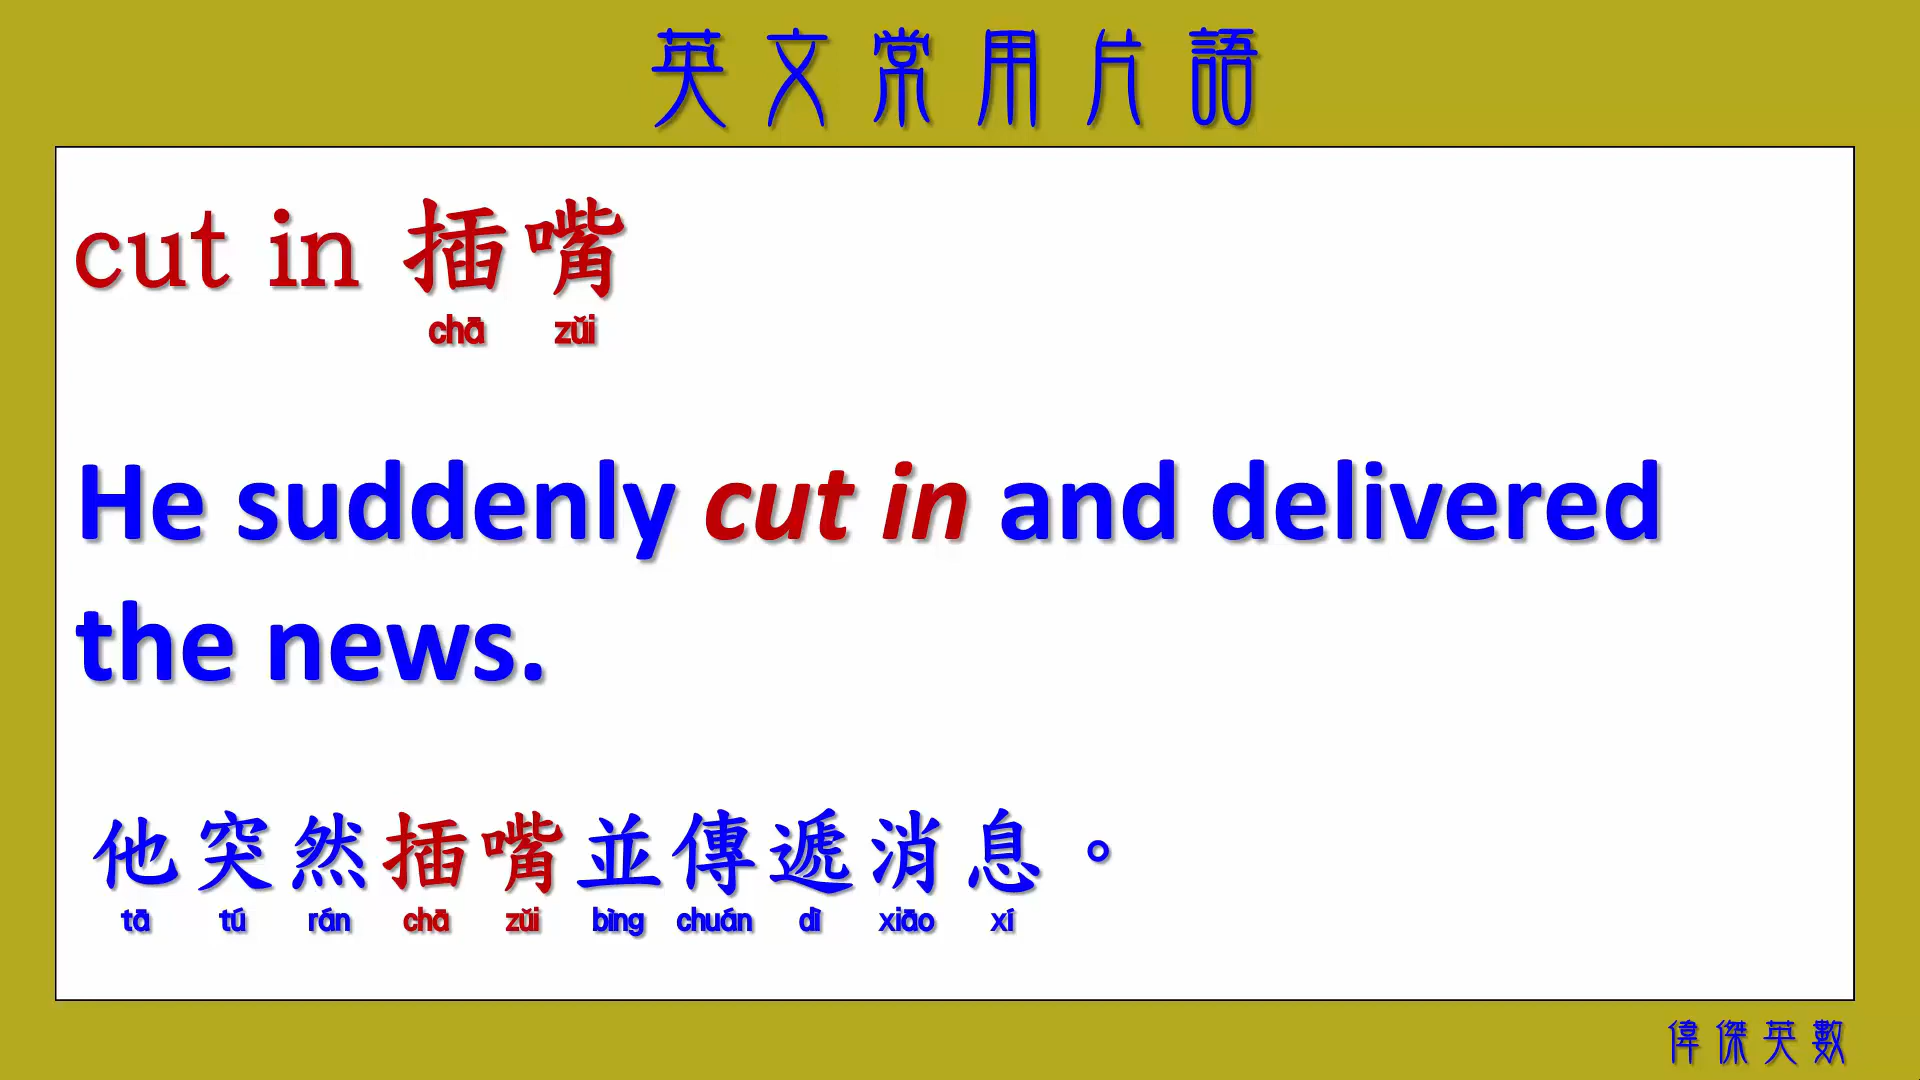 英文常用片語
cut in 插嘴
chā zǔi
He suddenly cut in and delivered
the news.
他突然插嘴並傳遞消息。
tā tú rán chā zǔi bìng chuán dì xiāo xí
偉傑英數